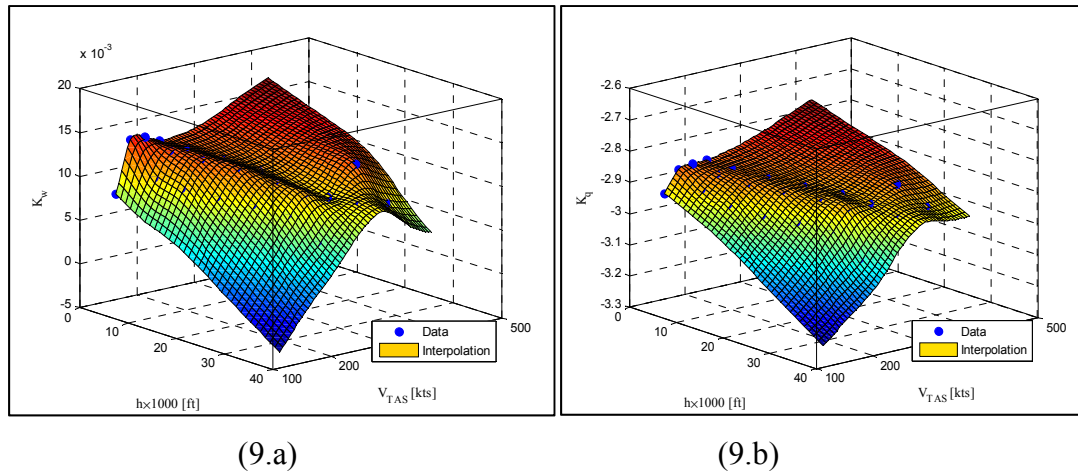 x 10⁻³
20
15
10
5
0
-5
K_w
0
10
20
30
40
h×1000 [ft]
100
200
500
V_TAS [kts]
Data
Interpolation
(9.a)
-2.6
-2.7
-2.8
-2.9
-3
-3.1
-3.2
-3.3
K_q
0
10
20
30
40
h×1000 [ft]
100
200
500
V_TAS [kts]
Data
Interpolation
(9.b)